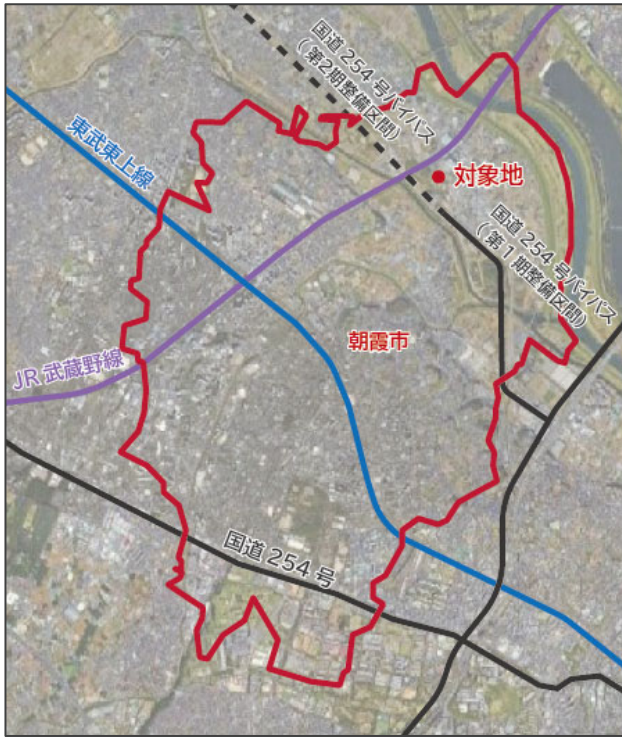 国道 254 号バイパス
(第2期整備区間)
東武東上線
対象地
国道 254 号バイパス
(第1期整備区間)
朝霞市
JR 武蔵野線
国道 254 号